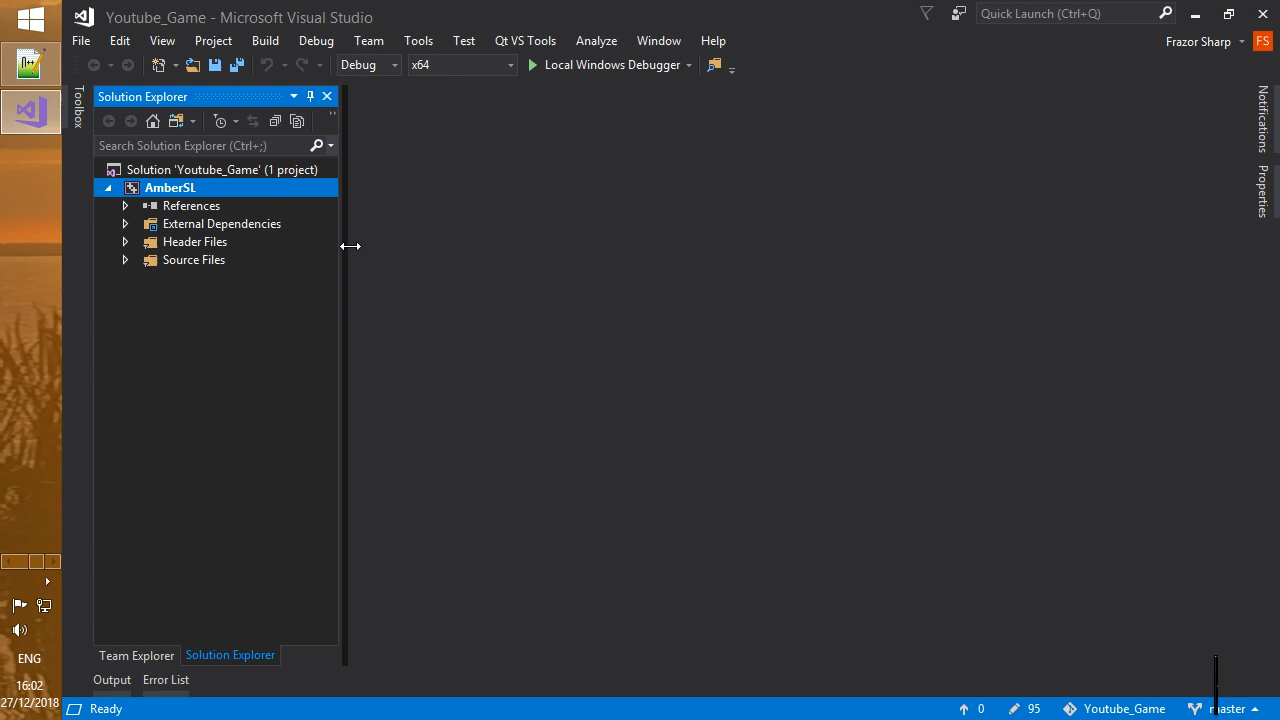 Youtube_Game - Microsoft Visual Studio
Quick Launch (Ctrl+Q)
File Edit View Project Build Debug Team Tools Test Qt VS Tools Analyze Window Help
Frazor Sharp FS
Debug x64 Local Windows Debugger
Toolbox
Solution Explorer
Search Solution Explorer (Ctrl+;)
Solution 'Youtube_Game' (1 project)
AmberSL
References
External Dependencies
Header Files
Source Files
Notifications
Properties
Team Explorer Solution Explorer
Output Error List
Ready 0 95 Youtube_Game master
ENG
16:02
27/12/2018